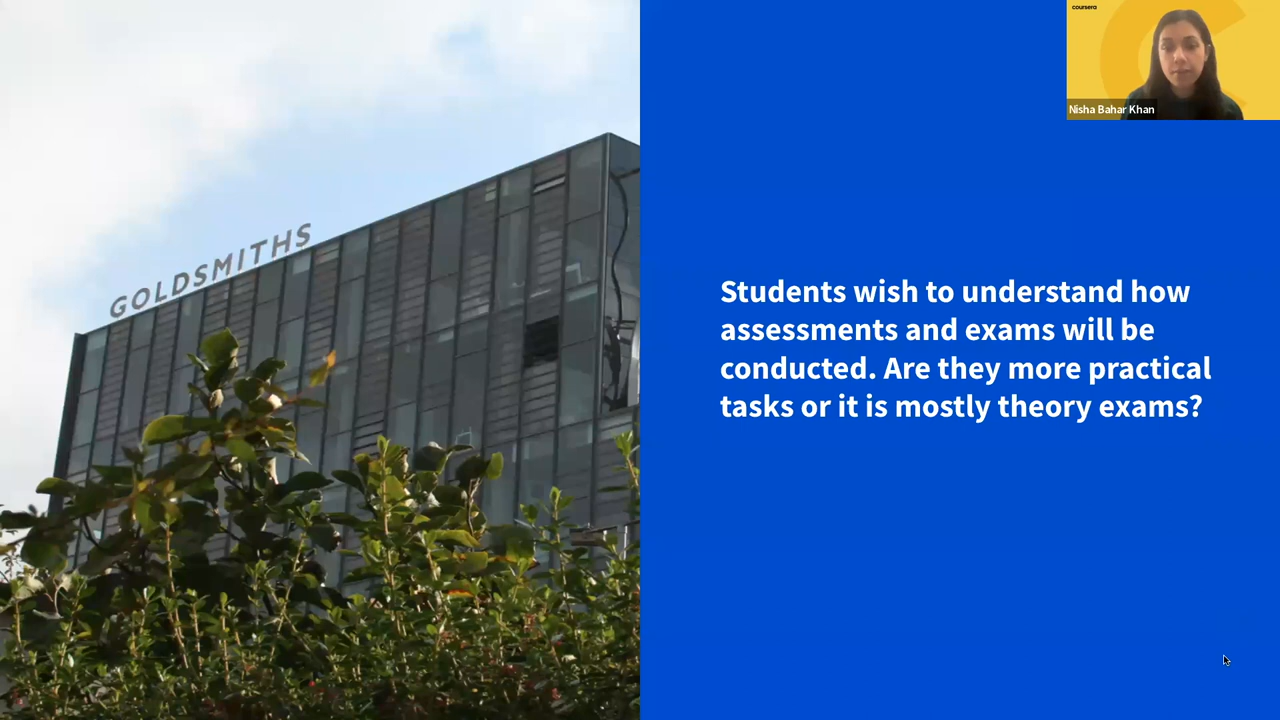 GOLDSMITHS
coursera
Nisha Bahar Khan
Students wish to understand how
assessments and exams will be
conducted. Are they more practical
tasks or it is mostly theory exams?